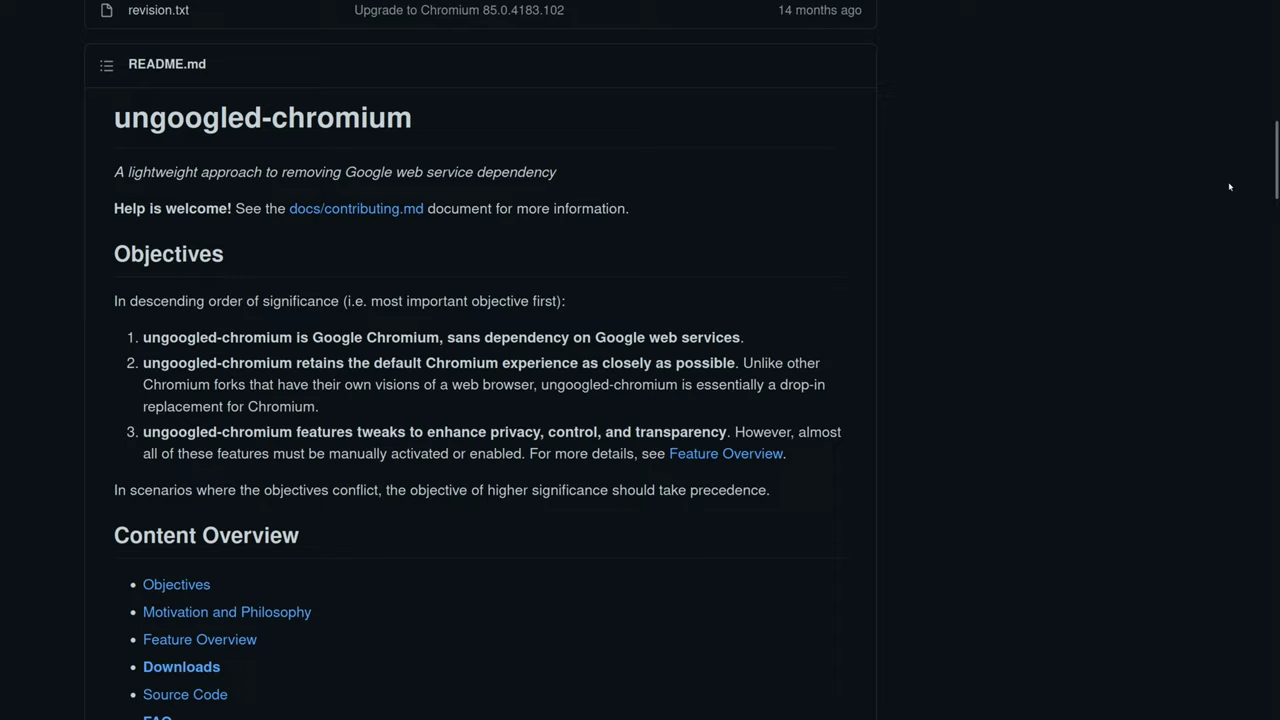 revision.txt Upgrade to Chromium 85.0.4183.102 14 months ago
README.md
ungoogled-chromium
A lightweight approach to removing Google web service dependency
Help is welcome! See the docs/contributing.md document for more information.
Objectives
In descending order of significance (i.e. most important objective first):
1. ungoogled-chromium is Google Chromium, sans dependency on Google web services.
2. ungoogled-chromium retains the default Chromium experience as closely as possible. Unlike other
Chromium forks that have their own visions of a web browser, ungoogled-chromium is essentially a drop-in
replacement for Chromium.
3. ungoogled-chromium features tweaks to enhance privacy, control, and transparency. However, almost
all of these features must be manually activated or enabled. For more details, see Feature Overview.
In scenarios where the objectives conflict, the objective of higher significance should take precedence.
Content Overview
• Objectives
• Motivation and Philosophy
• Feature Overview
• Downloads
• Source Code
• FAQ